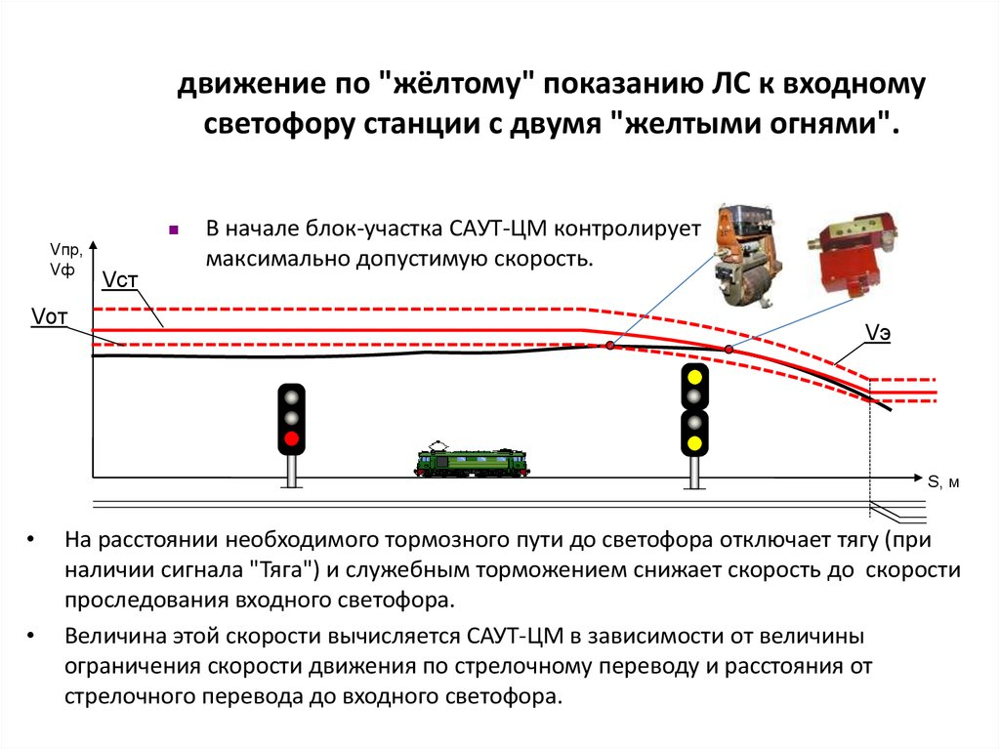 движение по "жёлтому" показанию ЛС к входному
светофору станции с двумя "желтыми огнями".
В начале блок-участка САУТ-ЦМ контролирует
максимально допустимую скорость.
Vпр,
Vф
Vст
Vот
Vэ
S, м
• На расстоянии необходимого тормозного пути до светофора отключает тягу (при
наличии сигнала "Тяга") и служебным торможением снижает скорость до скорости
проследования входного светофора.
• Величина этой скорости вычисляется САУТ-ЦМ в зависимости от величины
ограничения скорости движения по стрелочному переводу и расстояния от
стрелочного перевода до входного светофора.